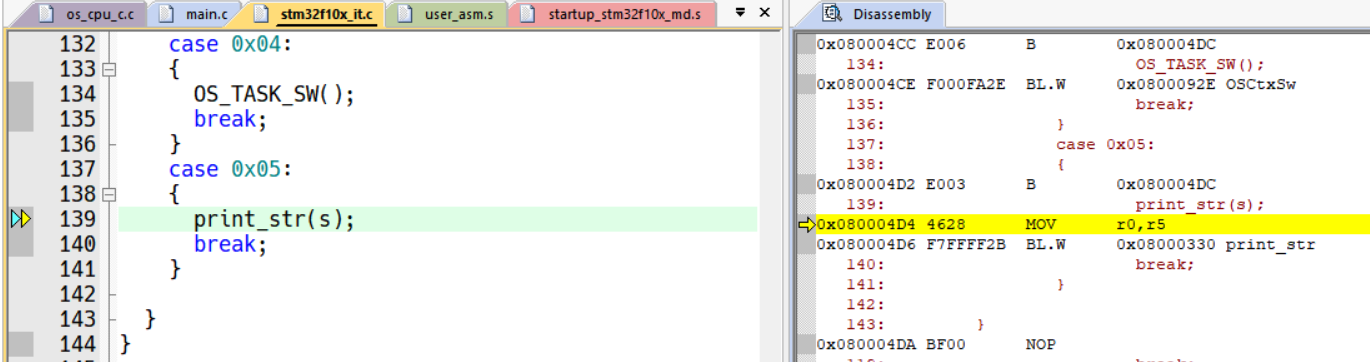 os_cpu_c.c main.c stm32f10x_it.c user_asm.s startup_stm32f10x_md.s
132 case 0x04:
133 {
134 OS_TASK_SW();
135 break;
136 }
137 case 0x05:
138 {
139 print_str(s);
140 break;
141 }
142
143 }
144 }
Disassembly
0x080004CC E006 B 0x080004DC
134: OS_TASK_SW();
0x080004CE F000FA2E BL.W 0x0800092E OSCtxSw
135: break;
136: }
137: case 0x05:
138: {
0x080004D2 E003 B 0x080004DC
139: print_str(s);
0x080004D4 4628 MOV r0,r5
0x080004D6 F7FFFF2B BL.W 0x08000330 print_str
140: break;
141: }
142:
143: }
0x080004DA BF00 NOP